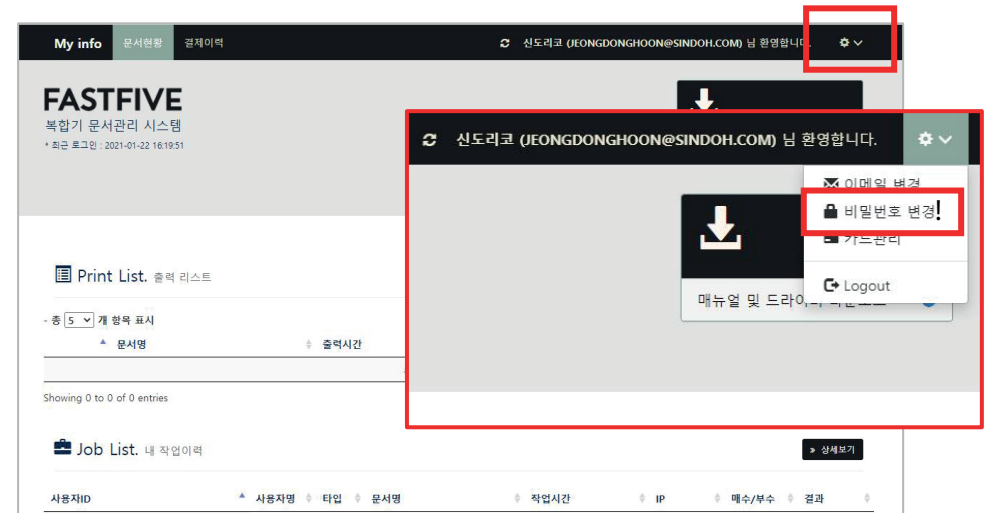 My info 문서현황 결제이력 신도리코 (JEONGDONGHOON@SINDOH.COM) 님 환영합니다.
FASTFIVE
복합기 문서관리 시스템
* 최근 로그인 : 2021-01-22 16:19:51
신도리코 (JEONGDONGHOON@SINDOH.COM) 님 환영합니다.
이메일 변경
비밀번호 변경!
카드관리
Logout
매뉴얼 및
Print List. 출력 리스트
- 총 5 개 항목 표시
문서명 출력시간
Showing 0 to 0 of 0 entries
Job List. 내 작업이력
» 상세보기
사용자ID 사용자명 타입 문서명 작업시간 IP 매수/부수 결과